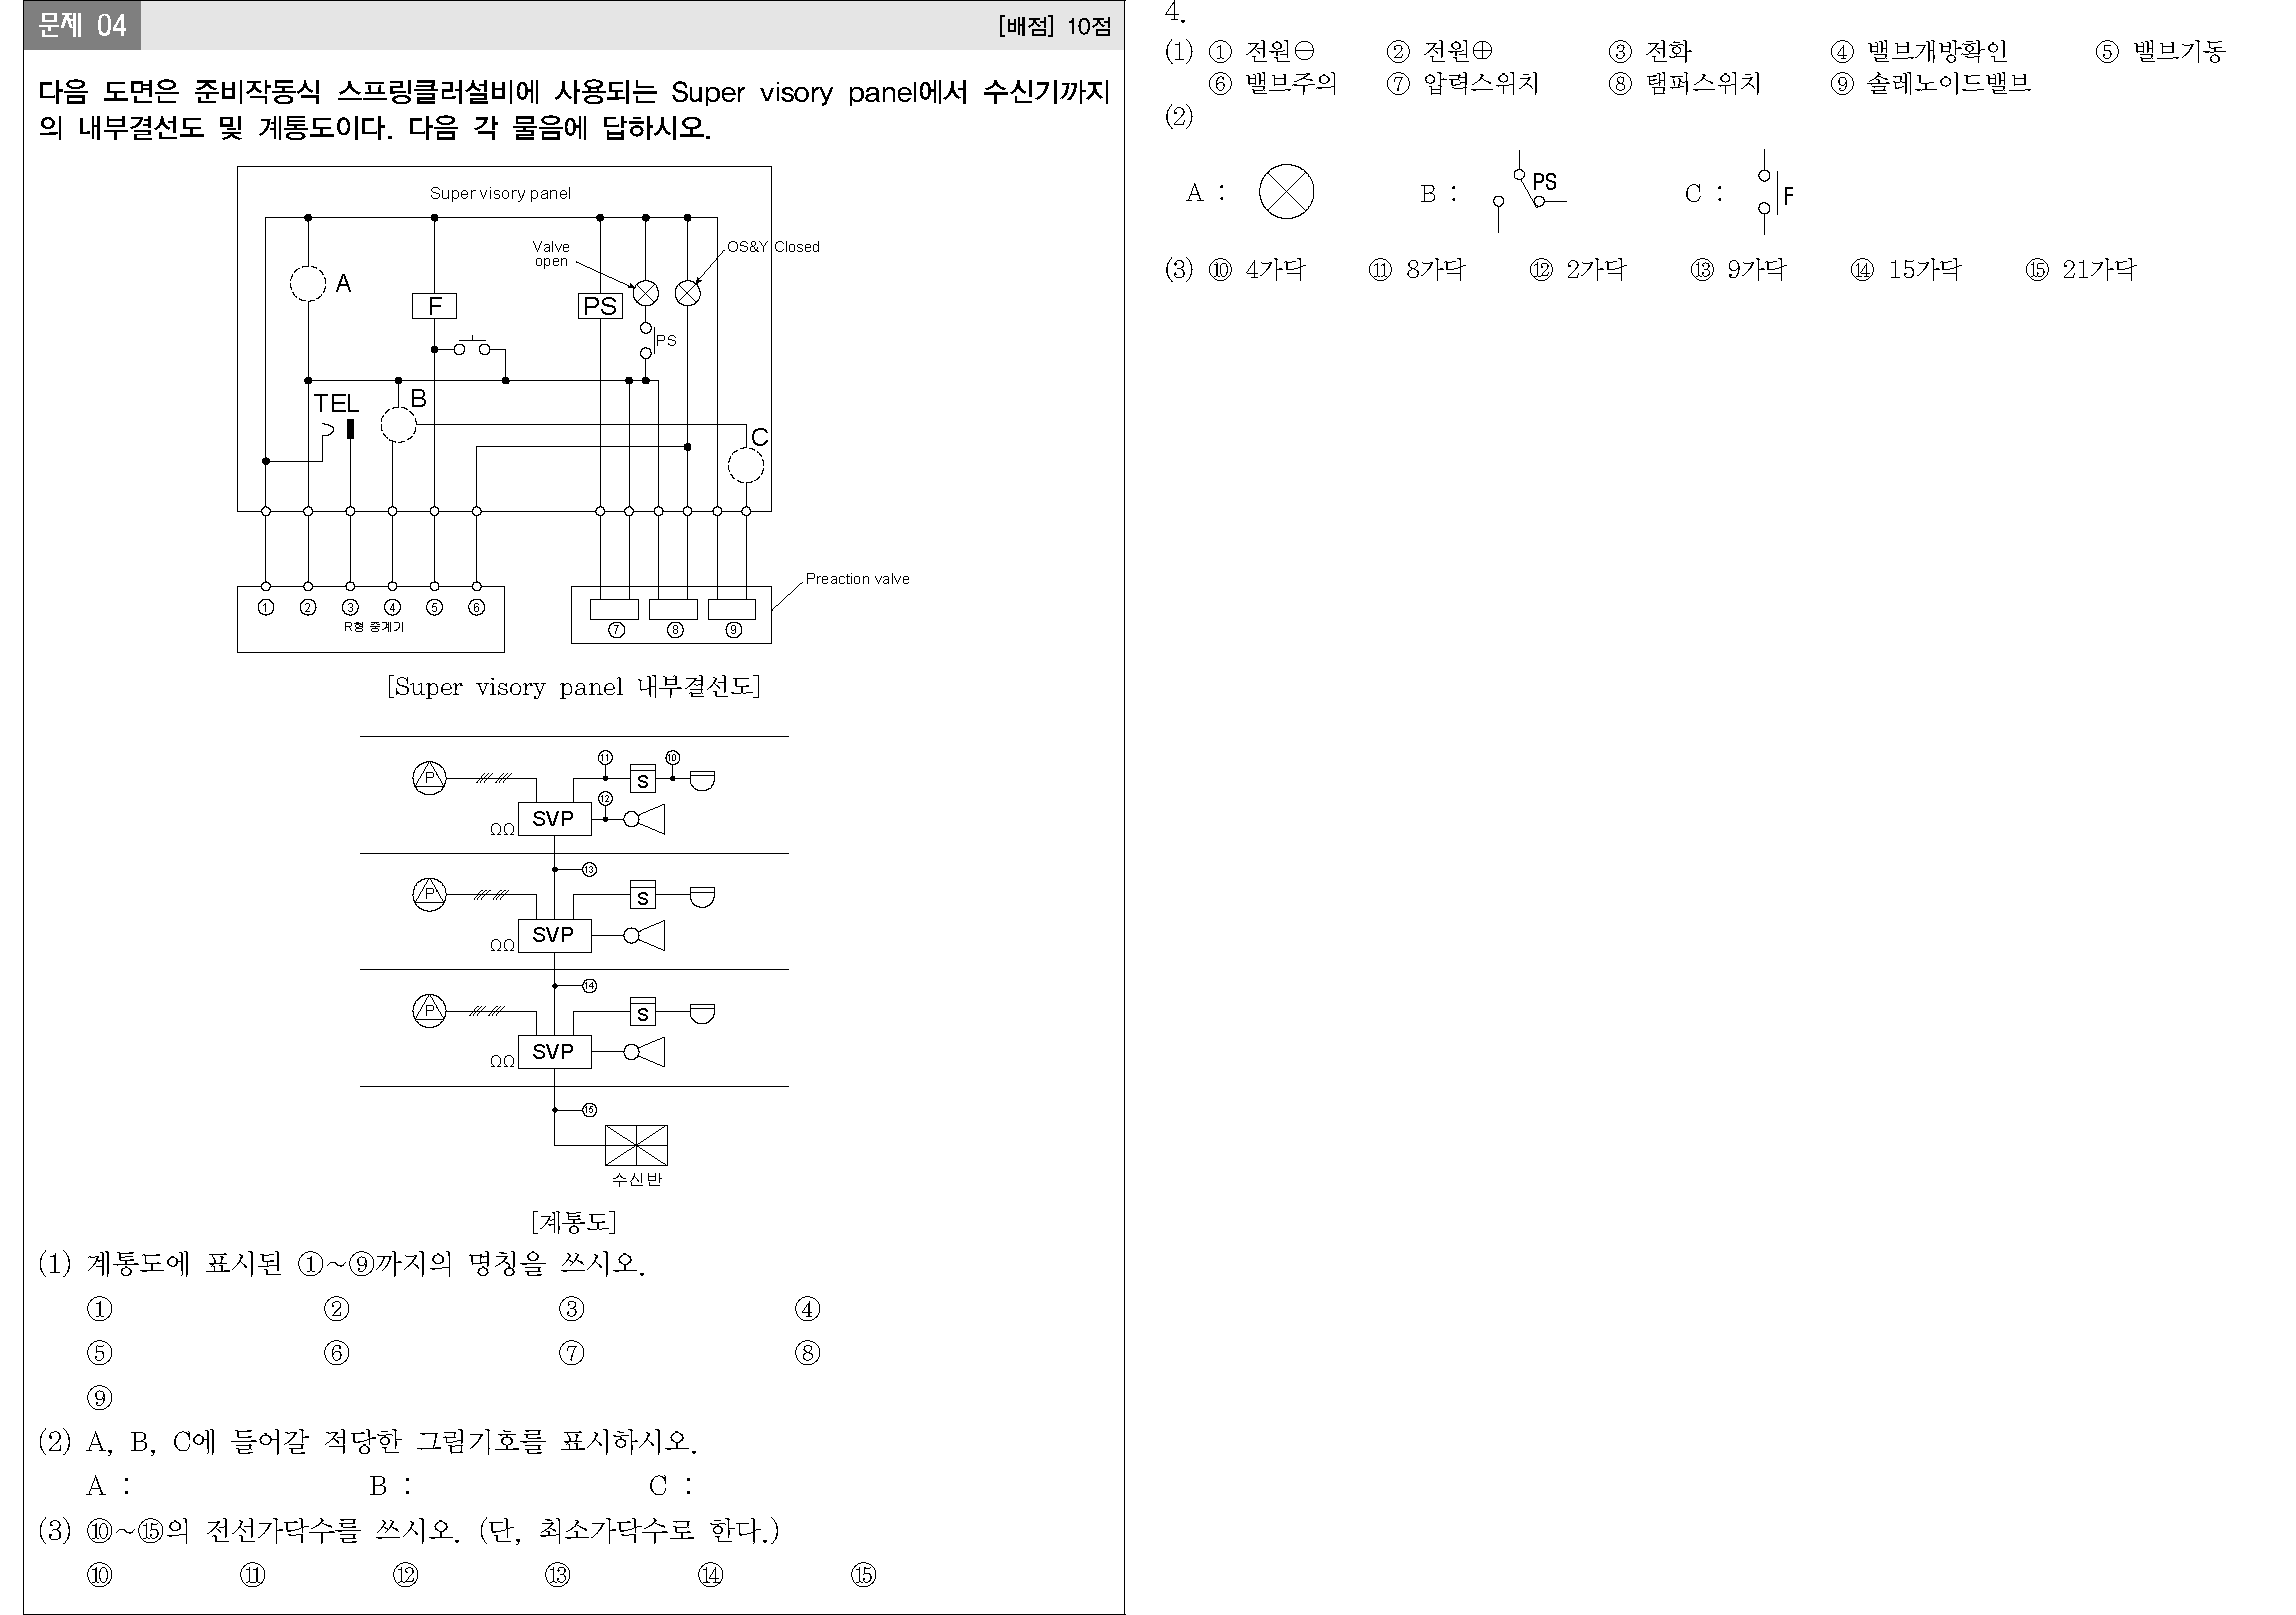 문제 04
[배점] 10점
다음 도면은 준비작동식 스프링클러설비에 사용되는 Super visory panel에서 수신기까지
의 내부결선도 및 계통도이다. 다음 각 물음에 답하시오.
Super visory panel
Valve
open
OS&Y Closed
A
F
PS
PS
TEL
B
C
Preaction valve
① ② ③ ④ ⑤ ⑥
R형 중계기
⑦ ⑧ ⑨
[Super visory panel 내부결선도]
⑪ ⑩
P
S
⑫
SVP
ΩΩ
⑬
P
S
SVP
ΩΩ
⑭
P
S
SVP
ΩΩ
⑮
수신반
[계통도]
(1) 계통도에 표시된 ①~⑨까지의 명칭을 쓰시오.
① ② ③ ④
⑤ ⑥ ⑦ ⑧
⑨
(2) A, B, C에 들어갈 적당한 그림기호를 표시하시오.
A : B : C :
(3) ⑩~⑮의 전선가닥수를 쓰시오. (단, 최소가닥수로 한다.)
⑩ ⑪ ⑫ ⑬ ⑭ ⑮
4.
(1) ① 전원⊖ ② 전원⊕ ③ 전화 ④ 밸브개방확인 ⑤ 밸브기동
⑥ 밸브주의 ⑦ 압력스위치 ⑧ 탬퍼스위치 ⑨ 솔레노이드밸브
(2)
A : B : PS C : F
(3) ⑩ 4가닥 ⑪ 8가닥 ⑫ 2가닥 ⑬ 9가닥 ⑭ 15가닥 ⑮ 21가닥